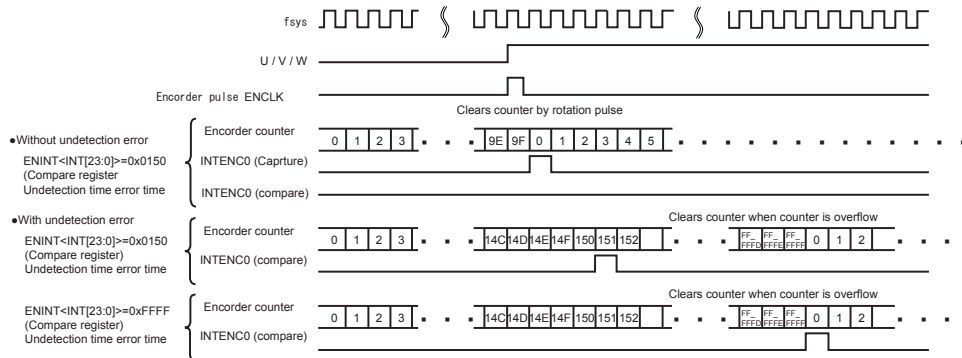 fsys
U / V / W
Encorder pulse ENCLK
Clears counter by rotation pulse
●Without undetection error
ENINT<INT[23:0]>=0x0150
(Compare register
Undetection time error time
Encorder counter
0 1 2 3 ▪ ▪ ▪ 9E 9F 0 1 2 3 4 5 ▪ ▪ ▪ ▪ ▪ ▪ ▪ ▪ ▪ ▪ ▪ ▪ ▪
INTENC0 (Caprture)
INTENC0 (compare)
●With undetection error
ENINT<INT[23:0]>=0x0150
(Compare register)
Undetection time error time
Clears counter when counter is overflow
Encorder counter
0 1 2 3 ▪ ▪ ▪ 14C 14D 14E 14F 150 151 152 ▪ ▪ ▪ FF_FFFD FF_FFFE FF_FFFF 0 1 2 ▪ ▪ ▪
INTENC0 (compare)
ENINT<INT[23:0]>=0xFFFF
(Compare register)
Undetection time error time
Clears counter when counter is overflow
Encorder counter
0 1 2 3 ▪ ▪ ▪ 14C 14D 14E 14F 150 151 152 ▪ ▪ ▪ FF_FFFD FF_FFFE FF_FFFF 0 1 2 ▪ ▪ ▪
INTENC0 (compare)